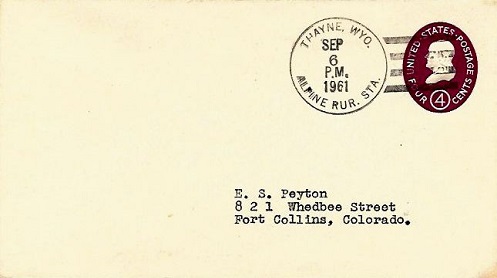 THAYNE, WYO.
SEP
6
P.M.
1961
ALPINE RUR. STA.
UNITED STATES·POSTAGE
FOUR 4 CENTS
E. S. Peyton
8 2 1 Whedbee Street
Fort Collins, Colorado.